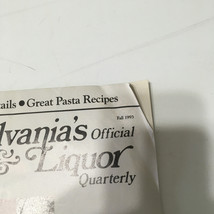 ails ● Great Pasta Recipes
Fall 1993
lvania's Official
& Liquor
Quarterly